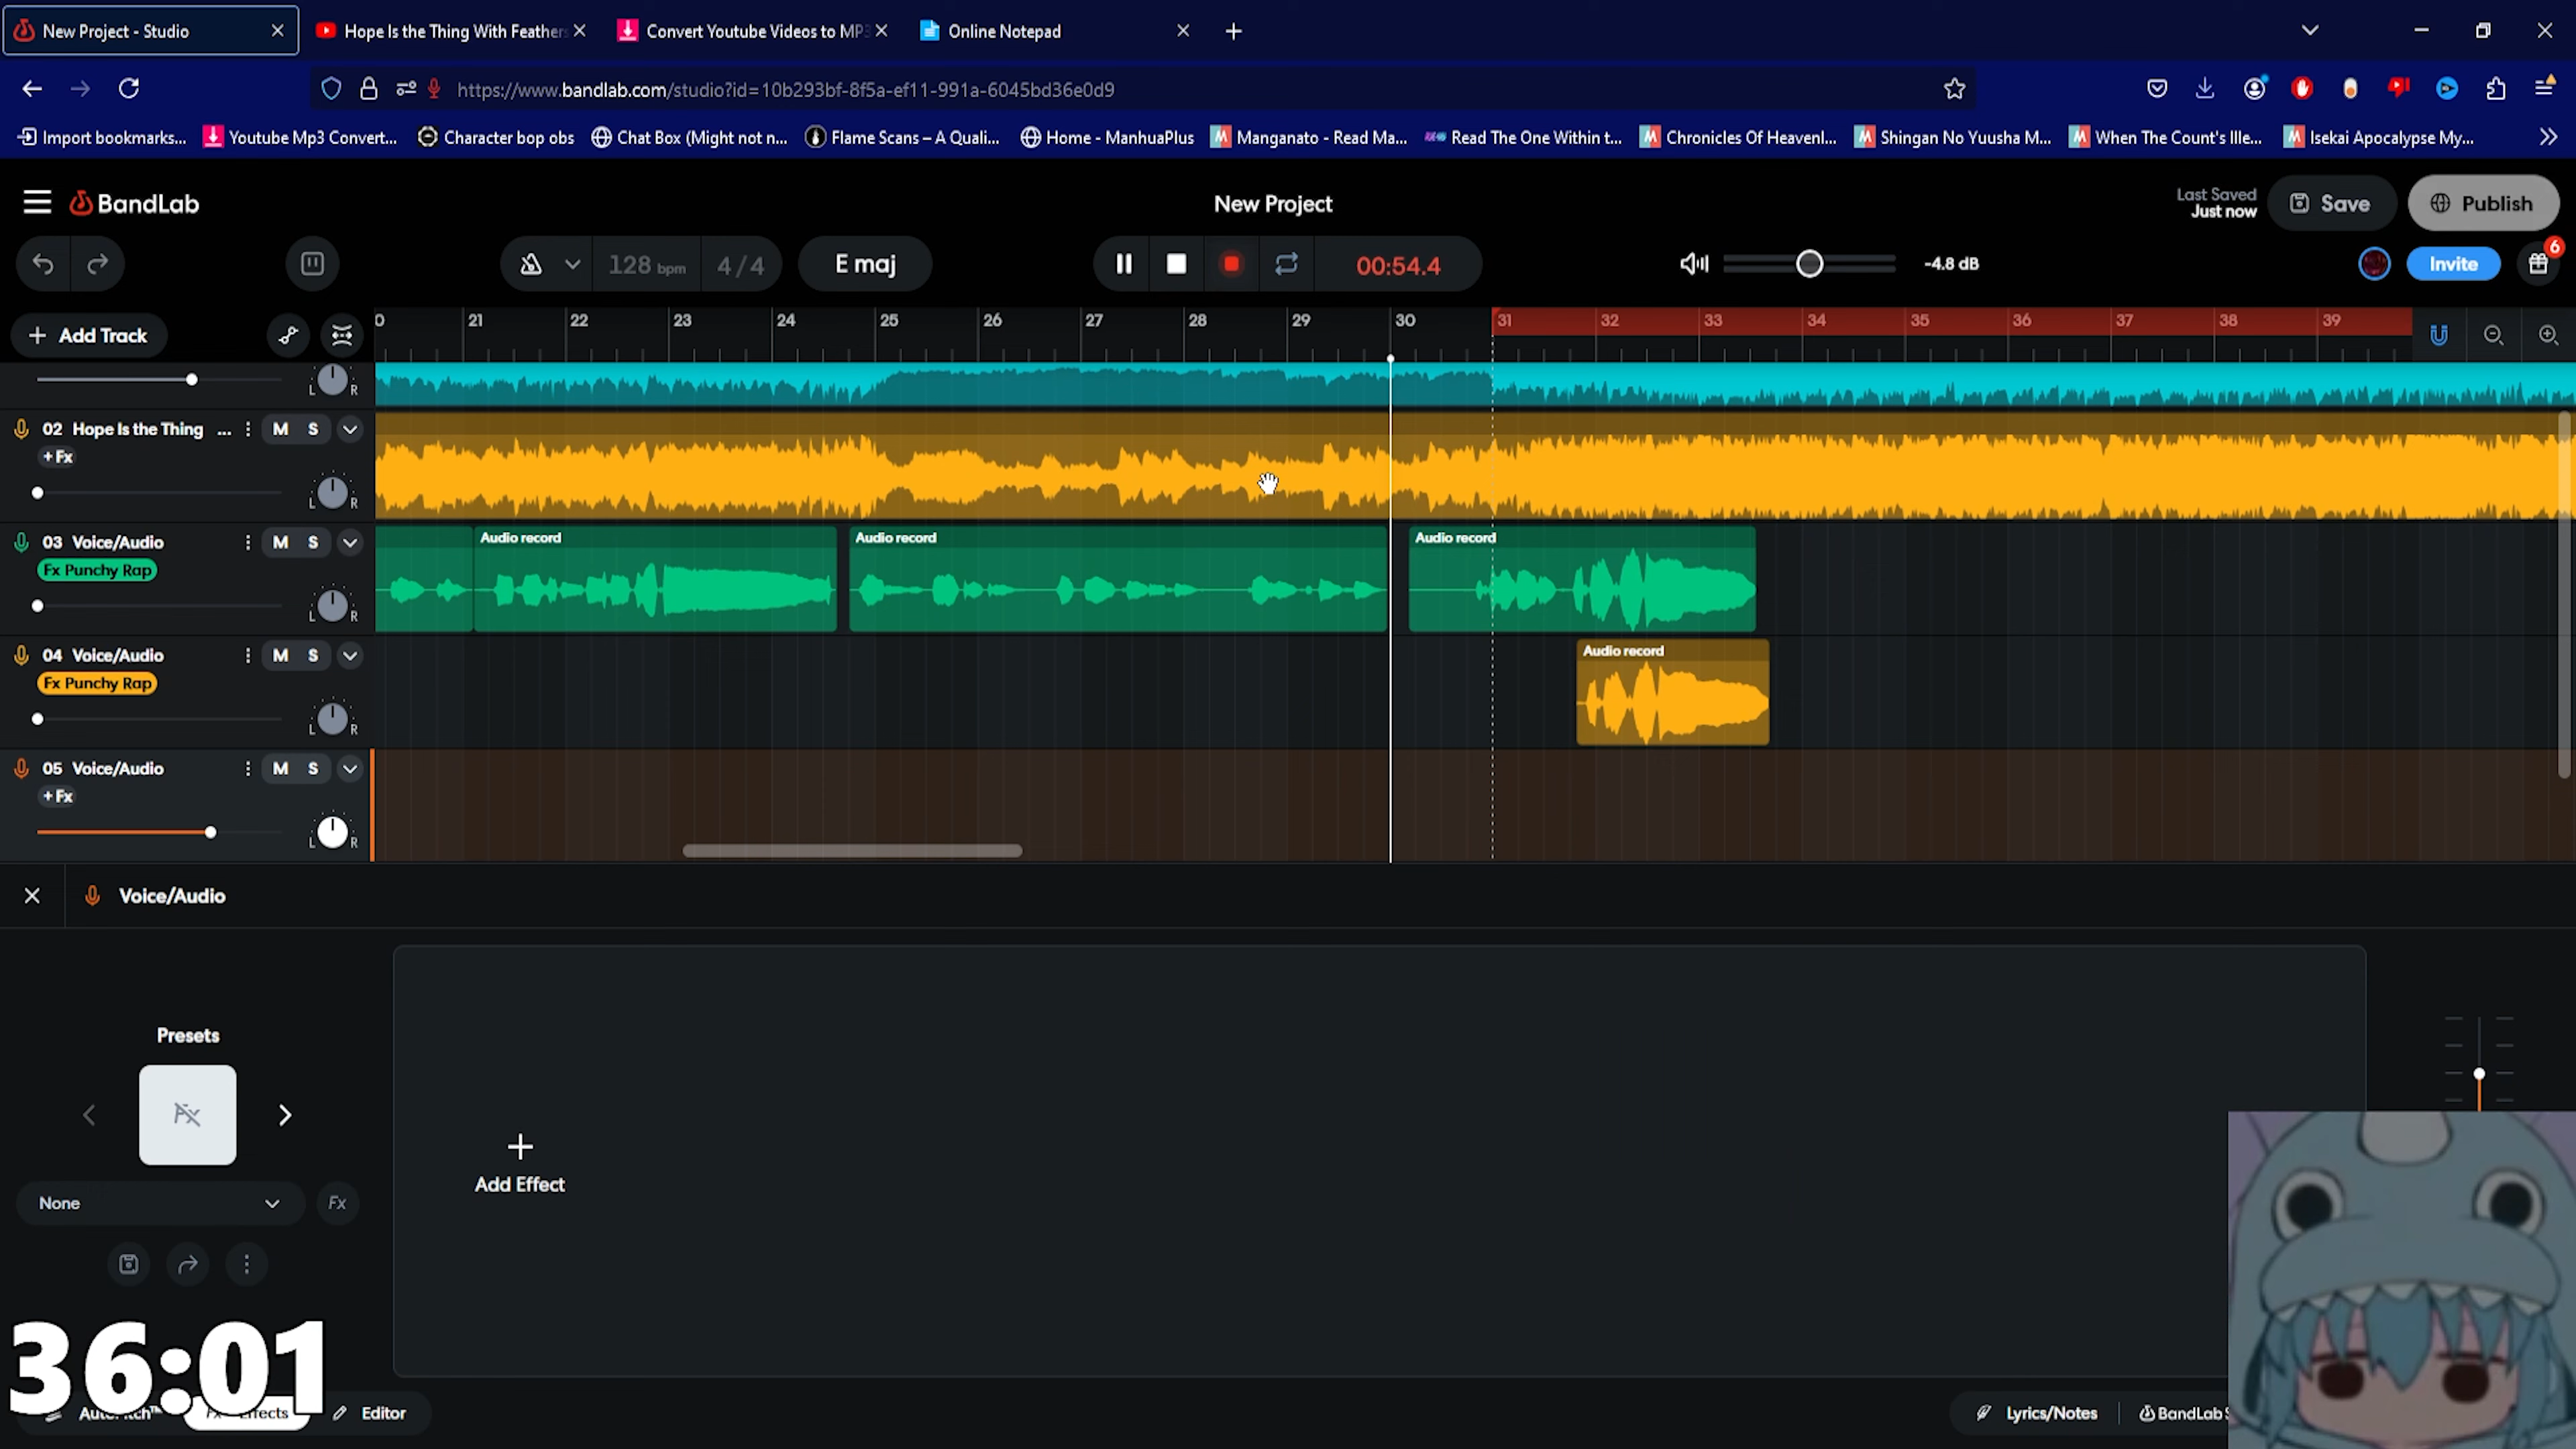 New Project - Studio
Hope Is the Thing With Feathers
Convert Youtube Videos to MP3
Online Notepad
https://www.bandlab.com/studio?id=10b293bf-8f5a-ef11-991a-6045bd36e0d9
Import bookmarks...
Youtube Mp3 Convert...
Character bop obs
Chat Box (Might not n...
Flame Scans – A Quali...
Home - ManhuaPlus
Manganato - Read Ma...
Read The One Within t...
Chronicles Of Heavenl...
Shingan No Yuusha M...
When The Count's Ille...
Isekai Apocalypse My...
BandLab
New Project
Last Saved
Just now
Save
Publish
128 bpm
4/4
E maj
00:54.4
-4.8 dB
Invite
6
+ Add Track
0 21 22 23 24 25 26 27 28 29 30 31 32 33 34 35 36 37 38 39
L R
02 Hope Is the Thing ...
M S
+ Fx
L R
03 Voice/Audio
M S
Fx Punchy Rap
L R
Audio record
Audio record
Audio record
04 Voice/Audio
M S
Fx Punchy Rap
L R
Audio record
05 Voice/Audio
M S
+ Fx
L R
Voice/Audio
Presets
Fx
None
Fx
Add Effect
36:01
Editor
Lyrics/Notes
BandLab